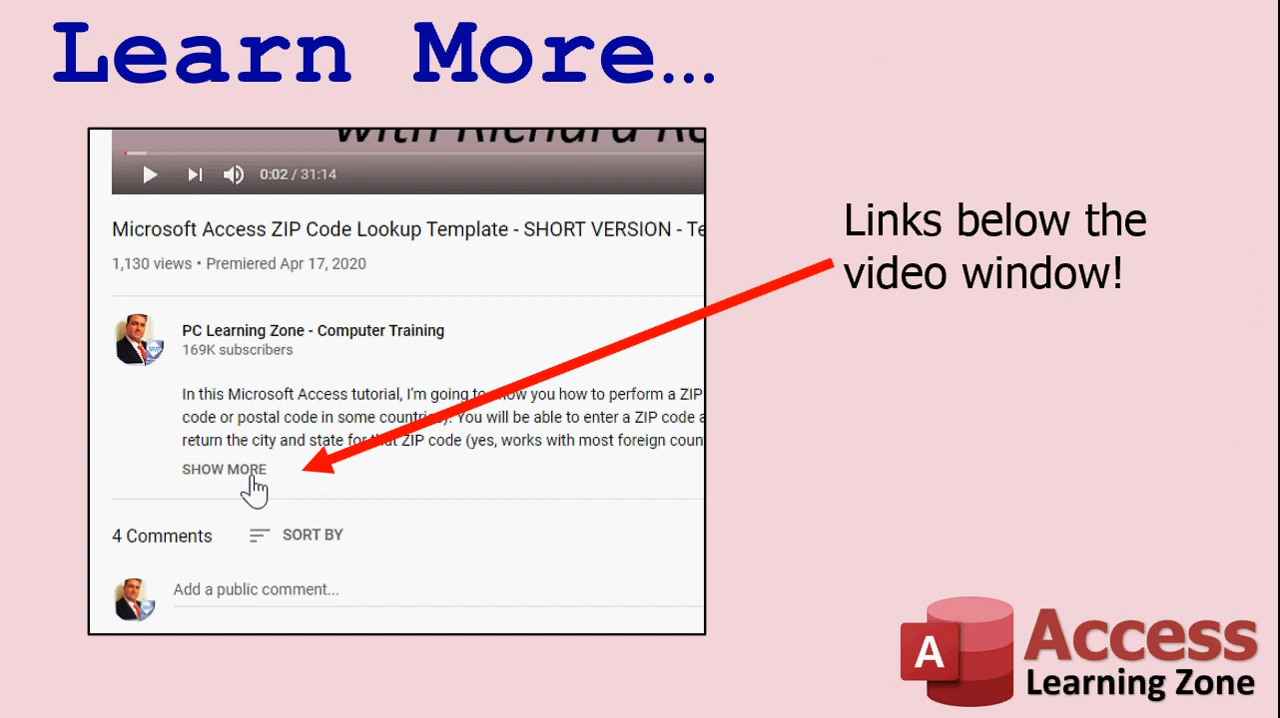 Learn More...
with Richard R
0:02 / 31:14
Microsoft Access ZIP Code Lookup Template - SHORT VERSION - Te
1,130 views • Premiered Apr 17, 2020
Links below the
video window!
PC Learning Zone - Computer Training
169K subscribers
In this Microsoft Access tutorial, I'm going to show you how to perform a ZIP
code or postal code in some countries). You will be able to enter a ZIP code a
return the city and state for that ZIP code (yes, works with most foreign coun
SHOW MORE
4 Comments
SORT BY
Add a public comment...
A
Access
Learning Zone